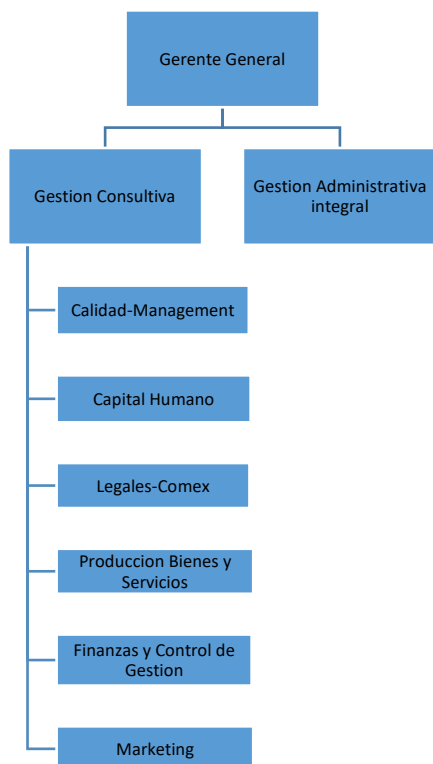 Gerente General
Gestion Consultiva
Gestion Administrativa
integral
Calidad-Management
Capital Humano
Legales-Comex
Produccion Bienes y
Servicios
Finanzas y Control de
Gestion
Marketing